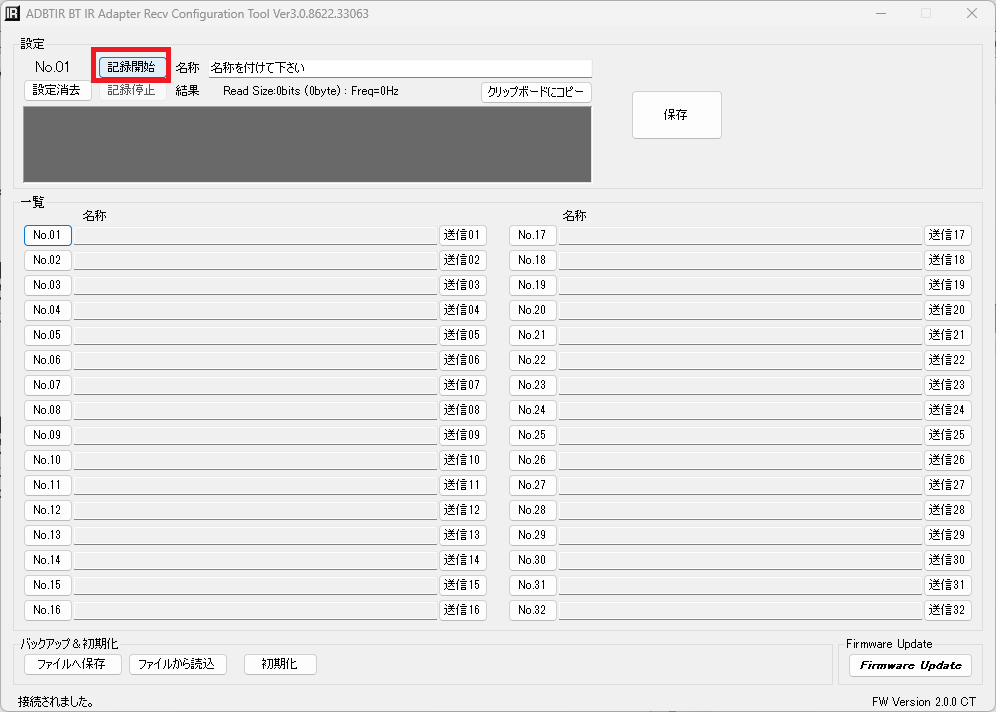 IR ADBTIR BT IR Adapter Recv Configuration Tool Ver3.0.8622.33063
設定
No.01 記録開始 名称 名称を付けて下さい
設定消去 記録停止 結果 Read Size:0bits (0byte) : Freq=0Hz クリップボードにコピー
保存
一覧
名称 名称
No.01 送信01 No.17 送信17
No.02 送信02 No.18 送信18
No.03 送信03 No.19 送信19
No.04 送信04 No.20 送信20
No.05 送信05 No.21 送信21
No.06 送信06 No.22 送信22
No.07 送信07 No.23 送信23
No.08 送信08 No.24 送信24
No.09 送信09 No.25 送信25
No.10 送信10 No.26 送信26
No.11 送信11 No.27 送信27
No.12 送信12 No.28 送信28
No.13 送信13 No.29 送信29
No.14 送信14 No.30 送信30
No.15 送信15 No.31 送信31
No.16 送信16 No.32 送信32
バックアップ＆初期化 Firmware Update
ファイルへ保存 ファイルから読込 初期化 Firmware Update
接続されました。 FW Version 2.0.0 CT